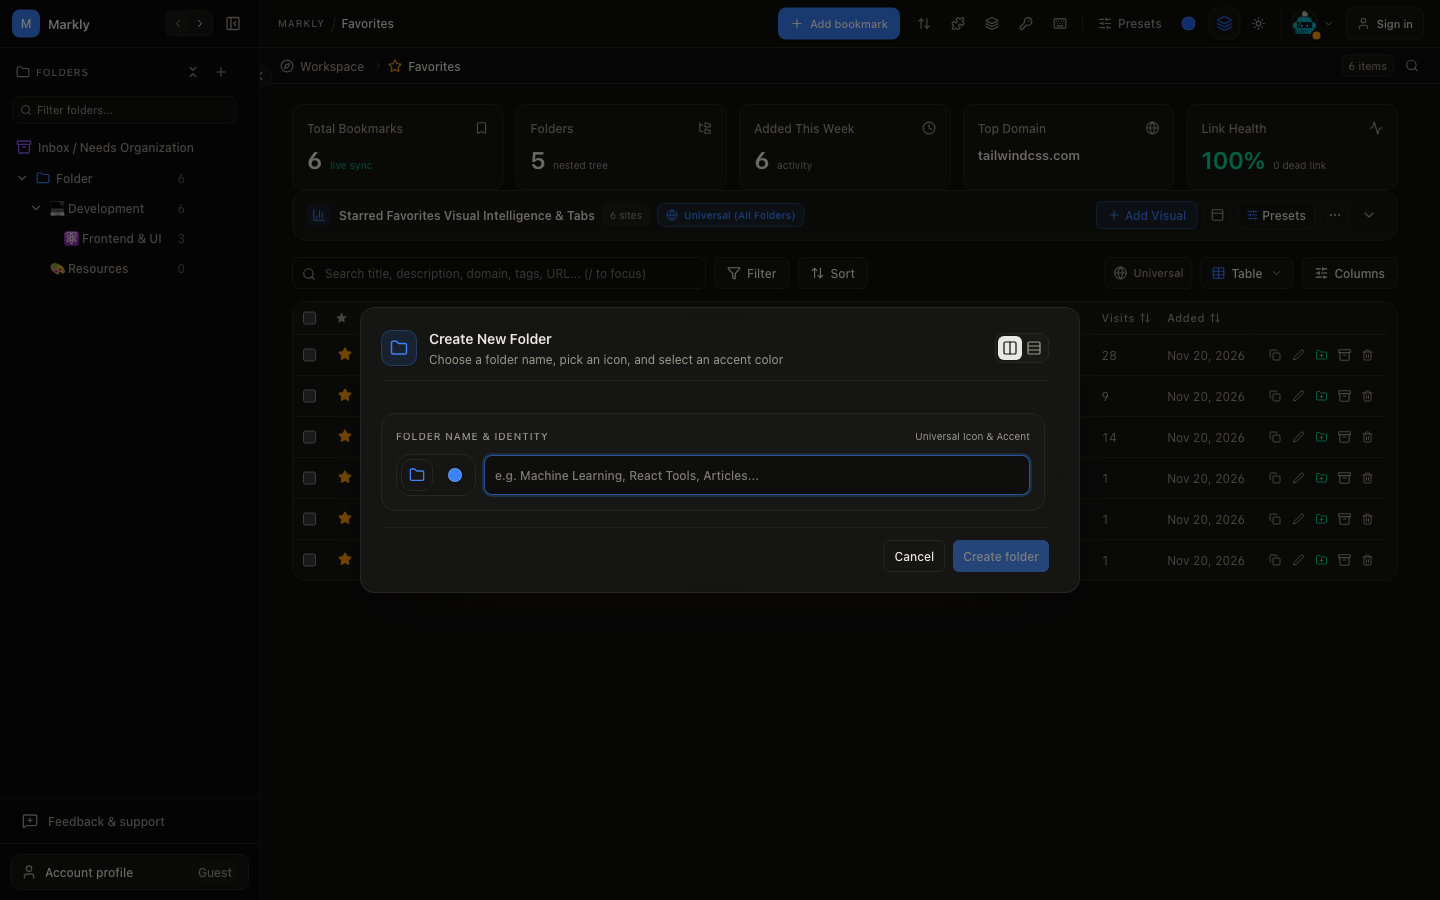 M Markly
MARKLY / Favorites
Add bookmark
Presets
Sign in
FOLDERS
Filter folders...
Inbox / Needs Organization
Folder 6
Development 6
Frontend & UI 3
Resources 0
Feedback & support
Account profile Guest
Workspace Favorites
6 items
Total Bookmarks
6 live sync
Folders
5 nested tree
Added This Week
6 activity
Top Domain
tailwindcss.com
Link Health
100% 0 dead link
Starred Favorites Visual Intelligence & Tabs 6 sites Universal (All Folders)
Add Visual
Presets
Search title, description, domain, tags, URL... (/ to focus)
Filter
Sort
Universal
Table
Columns
Visits Added
28 Nov 20, 2026
9 Nov 20, 2026
14 Nov 20, 2026
1 Nov 20, 2026
1 Nov 20, 2026
1 Nov 20, 2026
Create New Folder
Choose a folder name, pick an icon, and select an accent color
FOLDER NAME & IDENTITY
Universal Icon & Accent
e.g. Machine Learning, React Tools, Articles...
Cancel
Create folder